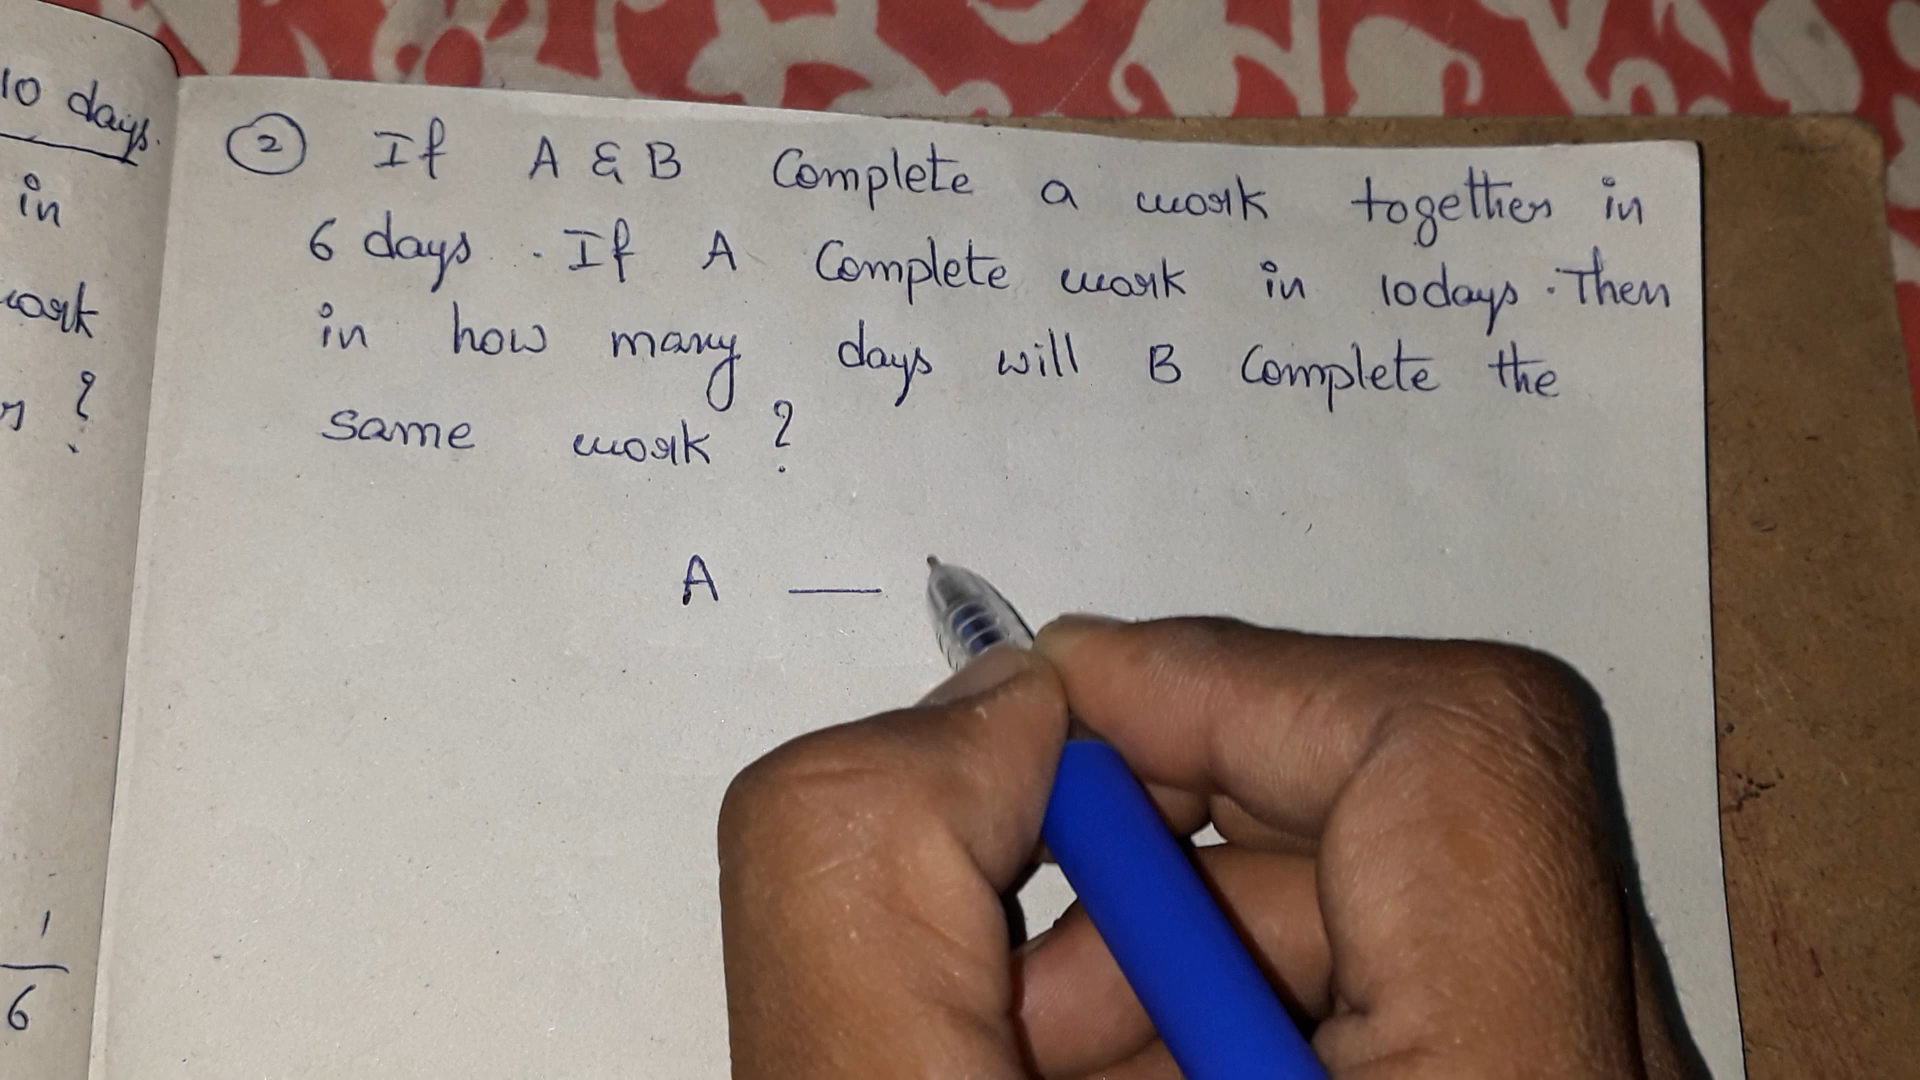 10 days.
in
work
?
1
6
② If A & B Complete a work together in
6 days. If A Complete work in 10days. Then
in how many days will B Complete the
same work ?
A —